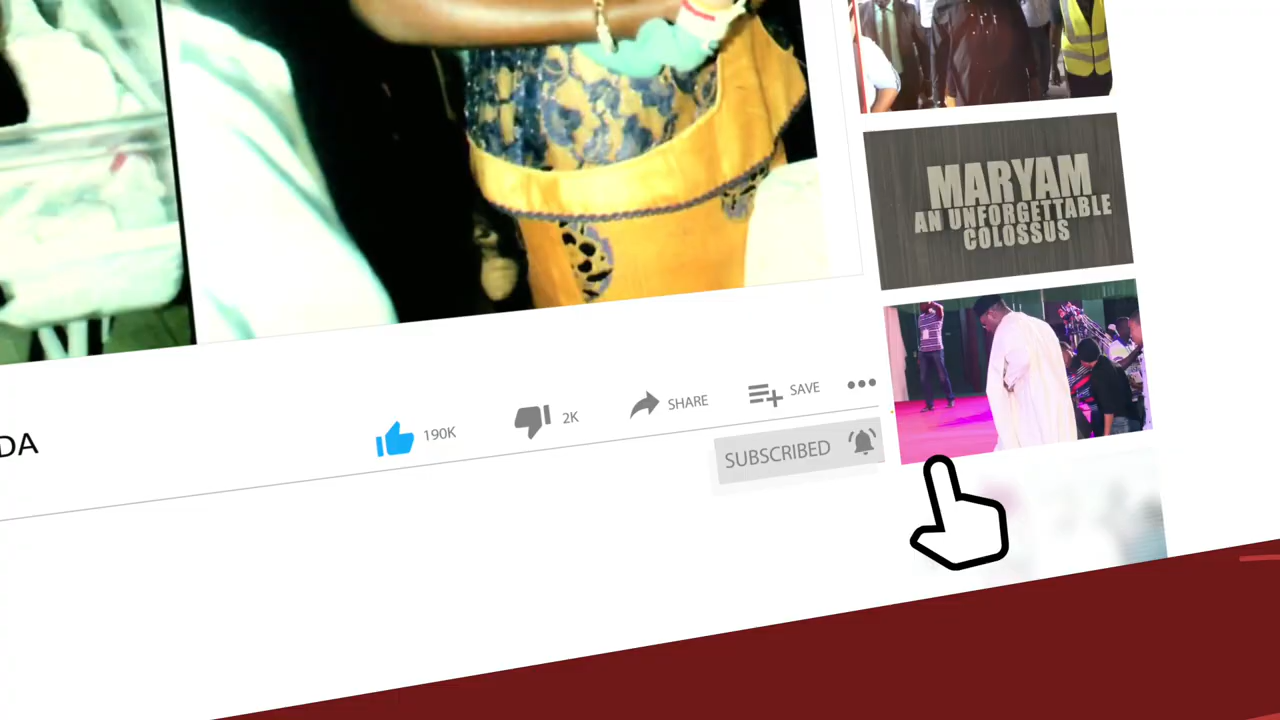 MARYAM
AN UNFORGETTABLE
COLOSSUS
DA
190K
2K
SHARE
SAVE
SUBSCRIBED